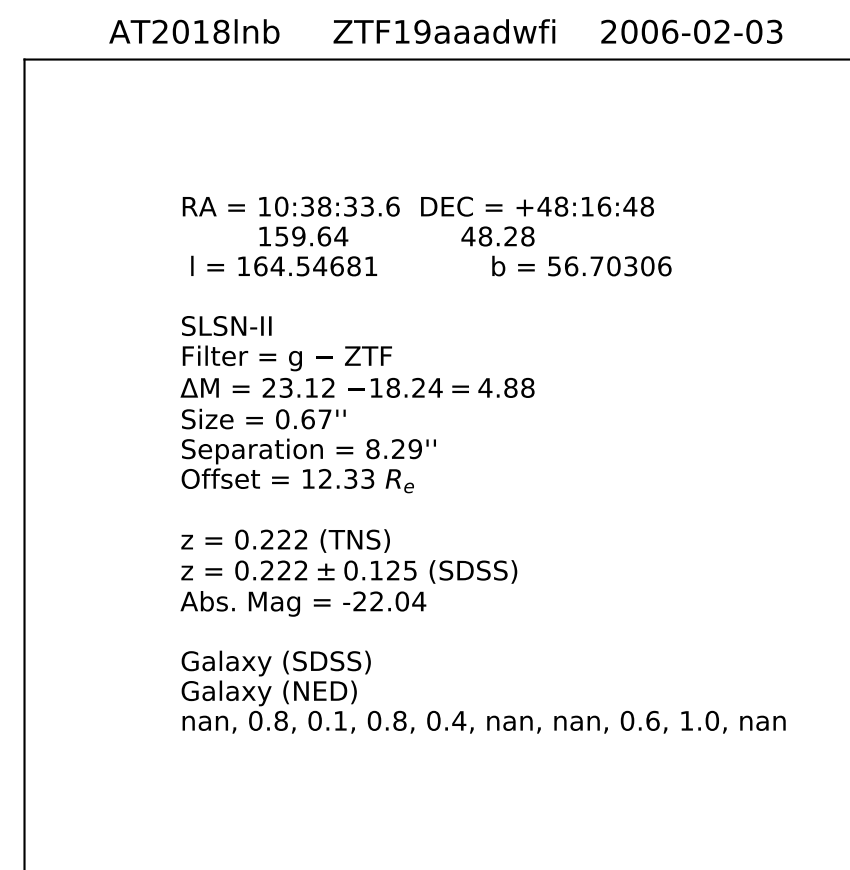 AT2018lnb ZTF19aaadwfi 2006-02-03
RA = 10:38:33.6 DEC = +48:16:48
159.64 48.28
l = 164.54681 b = 56.70306
SLSN-II
Filter = g − ZTF
ΔM = 23.12 −18.24 = 4.88
Size = 0.67''
Separation = 8.29''
Offset = 12.33 Re
z = 0.222 (TNS)
z = 0.222 ± 0.125 (SDSS)
Abs. Mag = -22.04
Galaxy (SDSS)
Galaxy (NED)
nan, 0.8, 0.1, 0.8, 0.4, nan, nan, 0.6, 1.0, nan